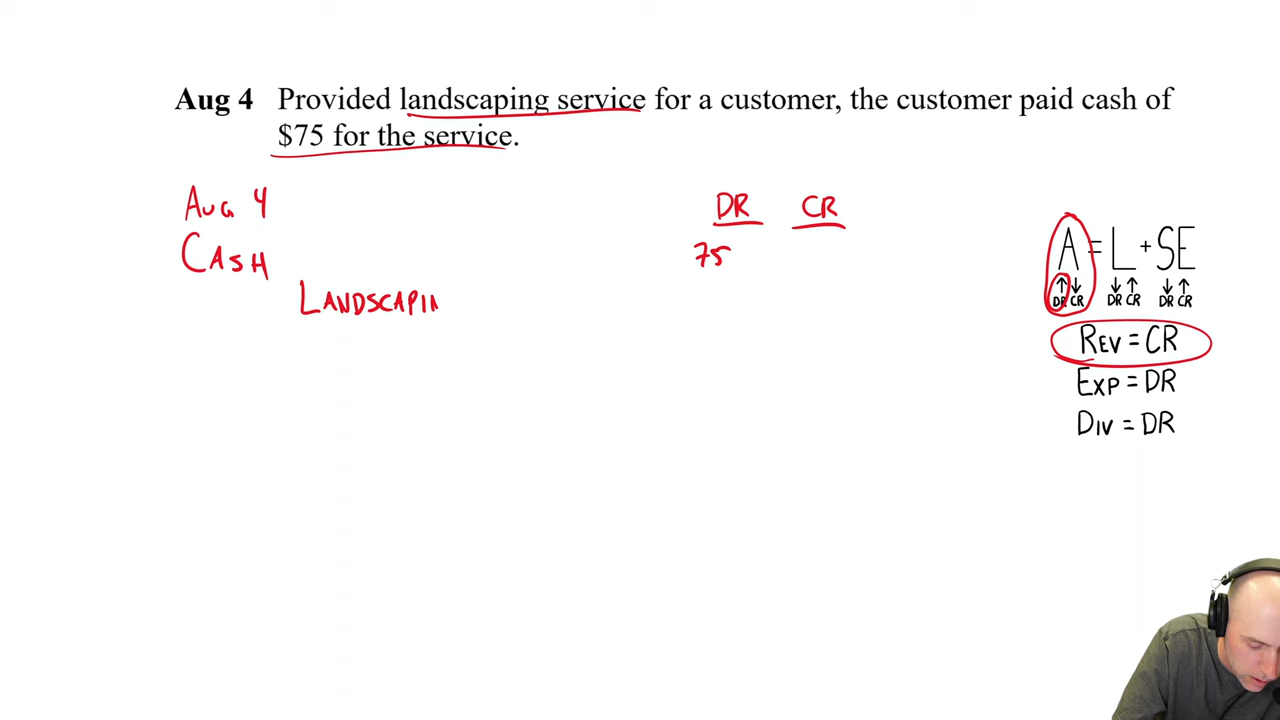 Aug 4 Provided landscaping service for a customer, the customer paid cash of
$75 for the service.
Aug 4
DR CR
CASH 75
LANDSCAPIN
A = L + SE
DR CR DR CR DR CR
REV = CR
EXP = DR
DIV = DR